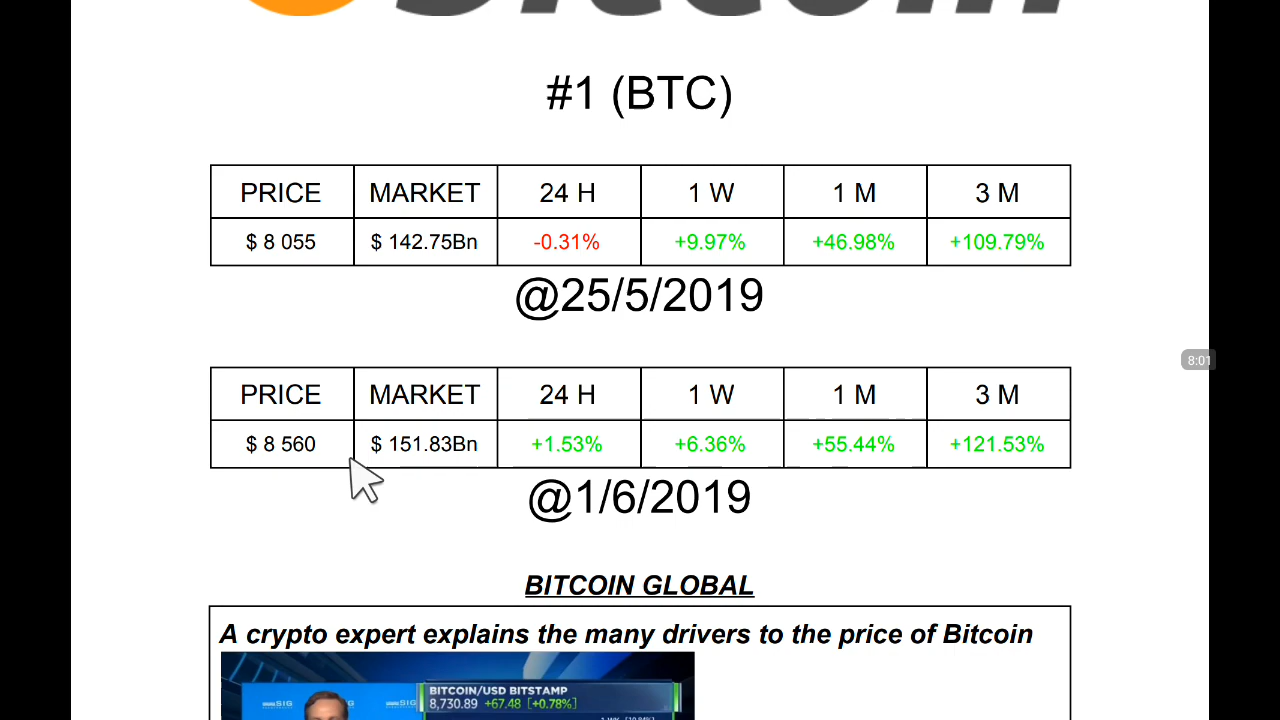 #1 (BTC)
PRICE MARKET 24 H 1 W 1 M 3 M
$ 8 055 $ 142.75Bn -0.31% +9.97% +46.98% +109.79%
@25/5/2019
8:01
PRICE MARKET 24 H 1 W 1 M 3 M
$ 8 560 $ 151.83Bn +1.53% +6.36% +55.44% +121.53%
@1/6/2019
BITCOIN GLOBAL
A crypto expert explains the many drivers to the price of Bitcoin
BITCOIN/USD BITSTAMP
8,730.89 +67.48 [+0.78%]
SIG